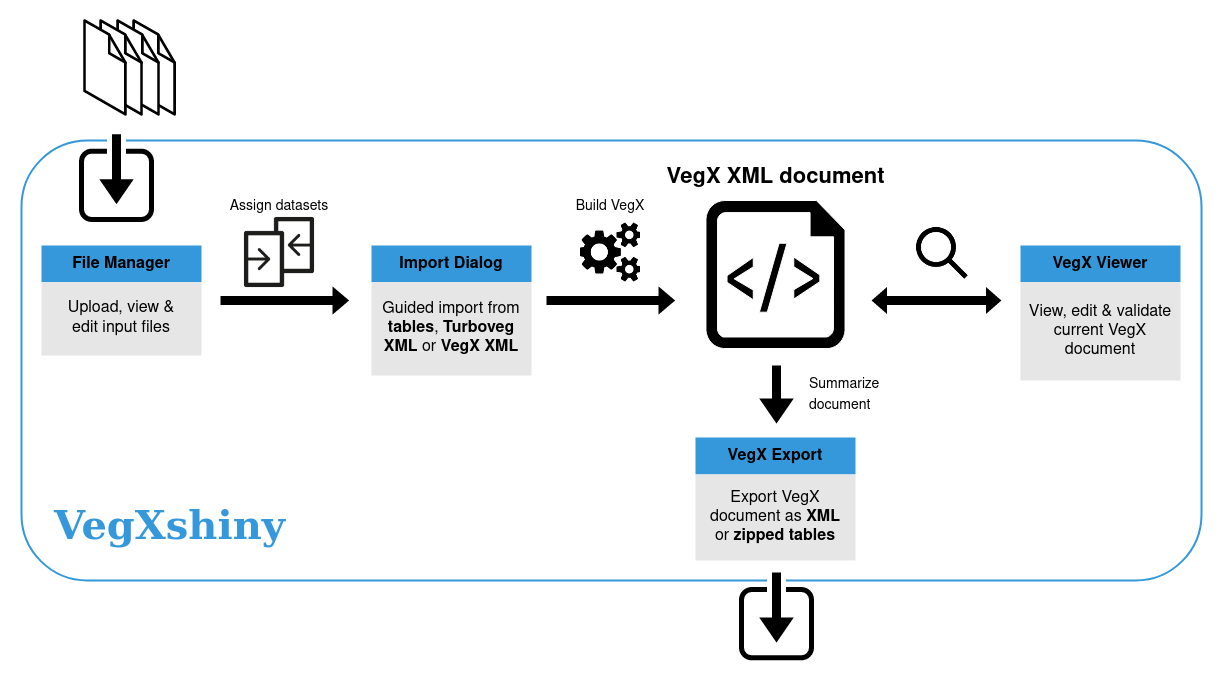 VegX XML document
Assign datasets
Build VegX
File Manager
Upload, view &
edit input files
Import Dialog
Guided import from
tables, Turboveg
XML or VegX XML
</>
VegX Viewer
View, edit & validate
current VegX
document
Summarize
document
VegX Export
Export VegX
document as XML
or zipped tables
VegXshiny